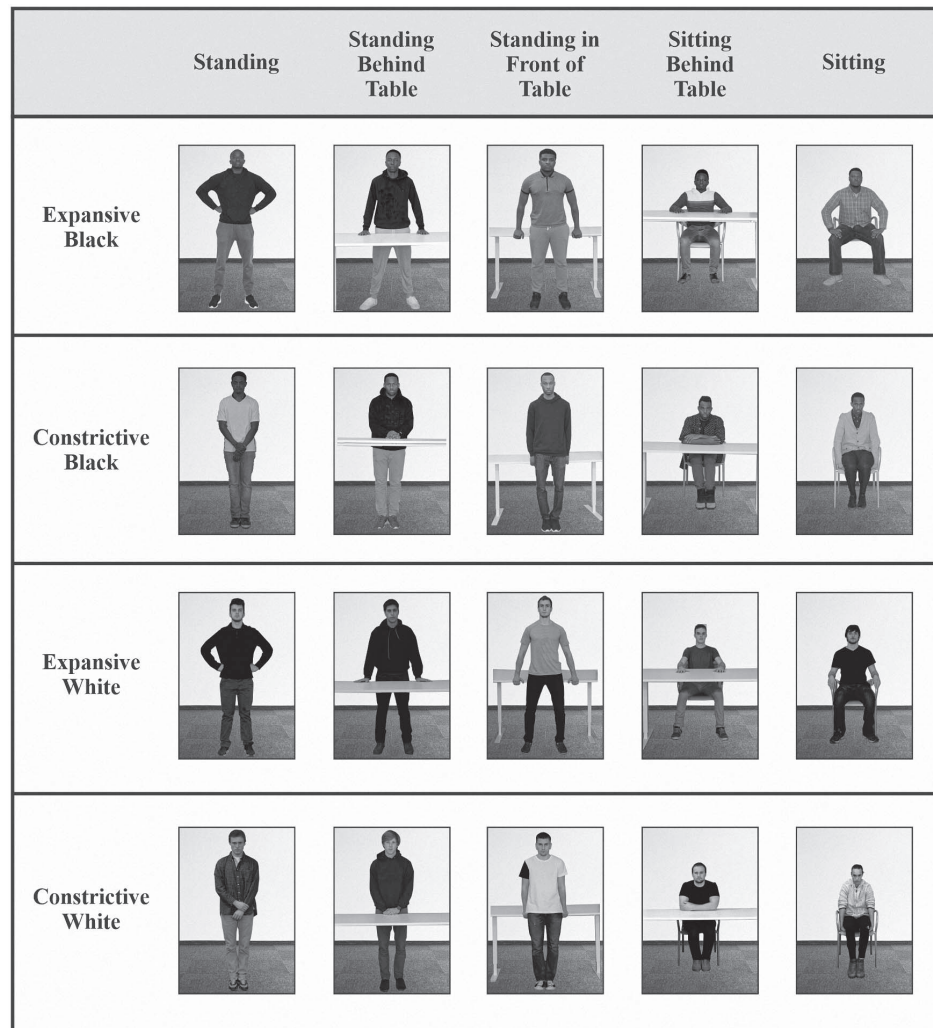 Standing
Standing
Behind
Table
Standing in
Front of
Table
Sitting
Behind
Table
Sitting
Expansive
Black
Constrictive
Black
Expansive
White
Constrictive
White